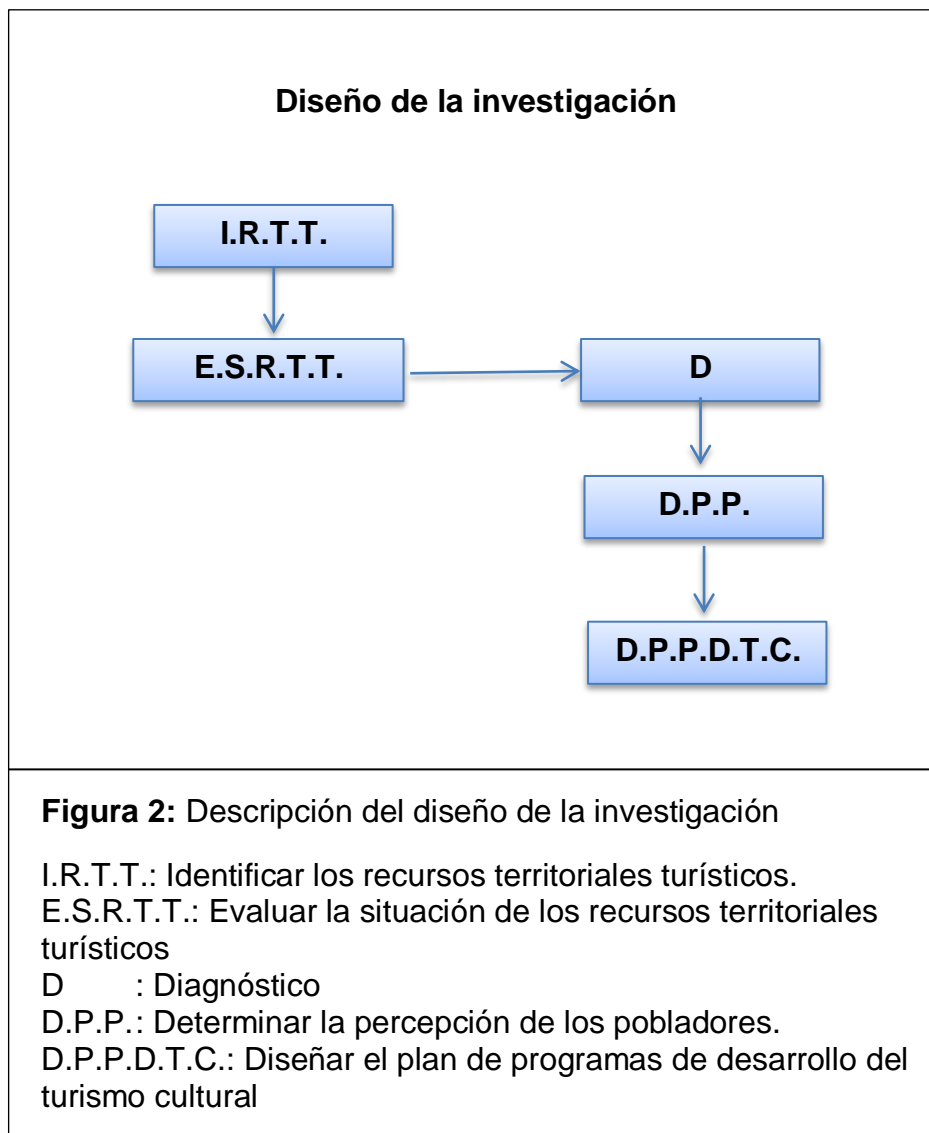 Diseño de la investigación
I.R.T.T.
E.S.R.T.T.
D
D.P.P.
D.P.P.D.T.C.
Figura 2: Descripción del diseño de la investigación
I.R.T.T.: Identificar los recursos territoriales turísticos.
E.S.R.T.T.: Evaluar la situación de los recursos territoriales
turísticos
D : Diagnóstico
D.P.P.: Determinar la percepción de los pobladores.
D.P.P.D.T.C.: Diseñar el plan de programas de desarrollo del
turismo cultural